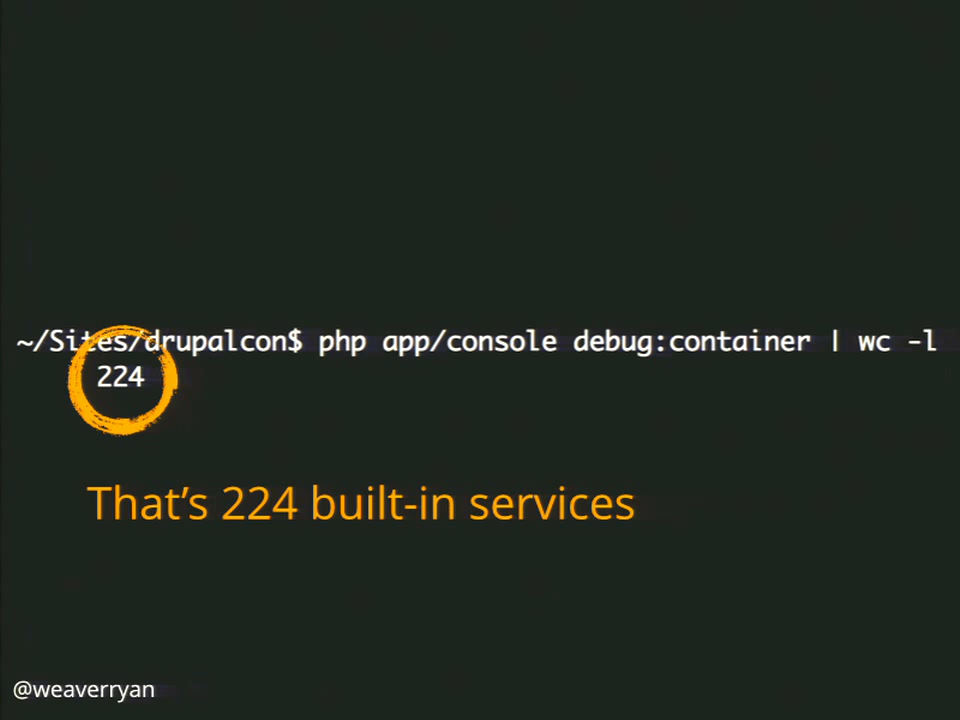 ~/Sites/drupalcon$ php app/console debug:container | wc -l
224
That’s 224 built-in services
@weaverryan